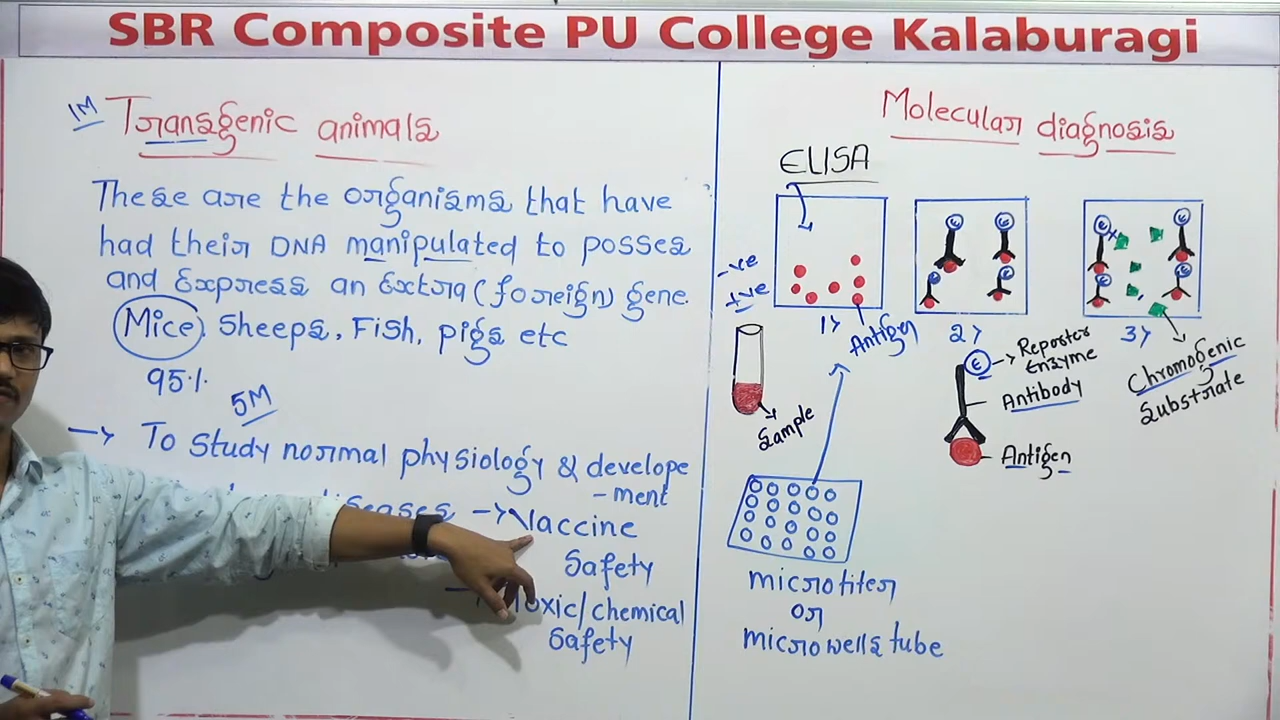 SBR Composite PU College Kalaburagi
1M Transgenic animals
These are the organisms that have
had their DNA manipulated to posses
and Express an Extra (foreign) gene.
Mice, Sheeps, Fish, pigs etc
95%
5M
→ To Study normal physiology & develope
-ment
diseases → Vaccine
Safety
Toxic/chemical
Safety
Molecular diagnosis
ELISA
-ve
+ve
1> Antigen
2>
3>
Sample
Reporter
Enzyme
E
Antibody
Antigen
Chromogenic
Substrate
microtiter
or
microwells tube